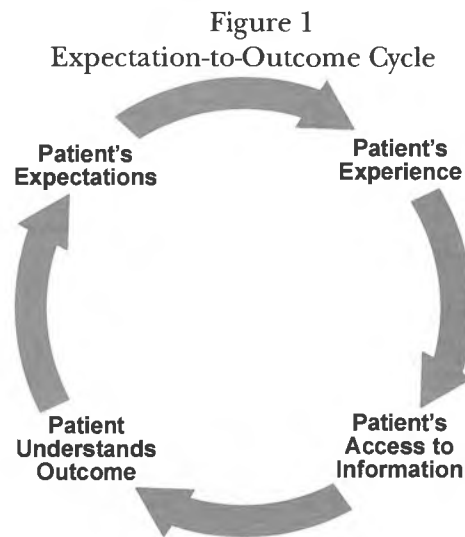 Figure 1
Expectation-to-Outcome Cycle
Patient's
Expectations
Patient's
Experience
Patient's
Access to
Information
Patient
Understands
Outcome